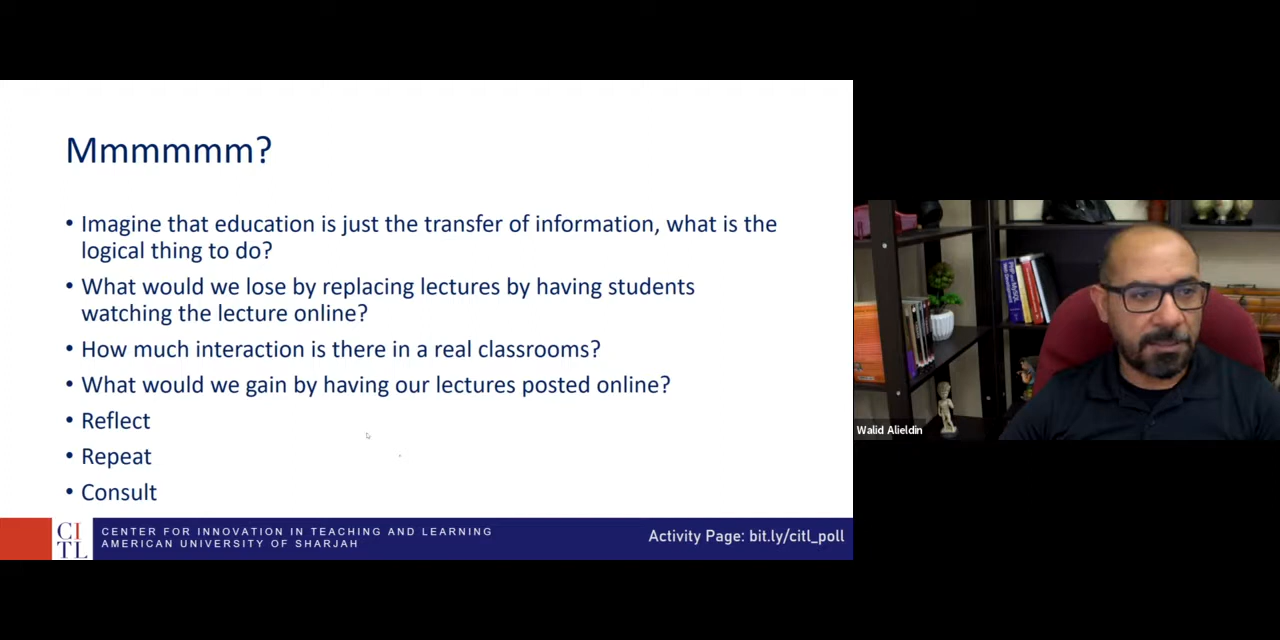 Mmmmmm?
• Imagine that education is just the transfer of information, what is the
logical thing to do?
• What would we lose by replacing lectures by having students
watching the lecture online?
• How much interaction is there in a real classrooms?
• What would we gain by having our lectures posted online?
• Reflect
• Repeat
• Consult
CI
TL
CENTER FOR INNOVATION IN TEACHING AND LEARNING
AMERICAN UNIVERSITY OF SHARJAH
Activity Page: bit.ly/citl_poll
Walid Alieldin